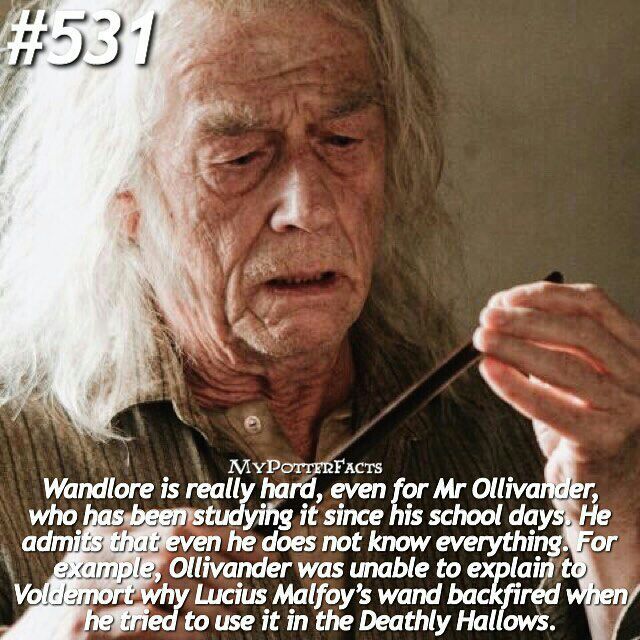 #531
MyPotterFacts
Wandlore is really hard, even for Mr Ollivander,
who has been studying it since his school days. He
admits that even he does not know everything. For
example, Ollivander was unable to explain to
Voldemort why Lucius Malfoy's wand backfired when
he tried to use it in the Deathly Hallows.